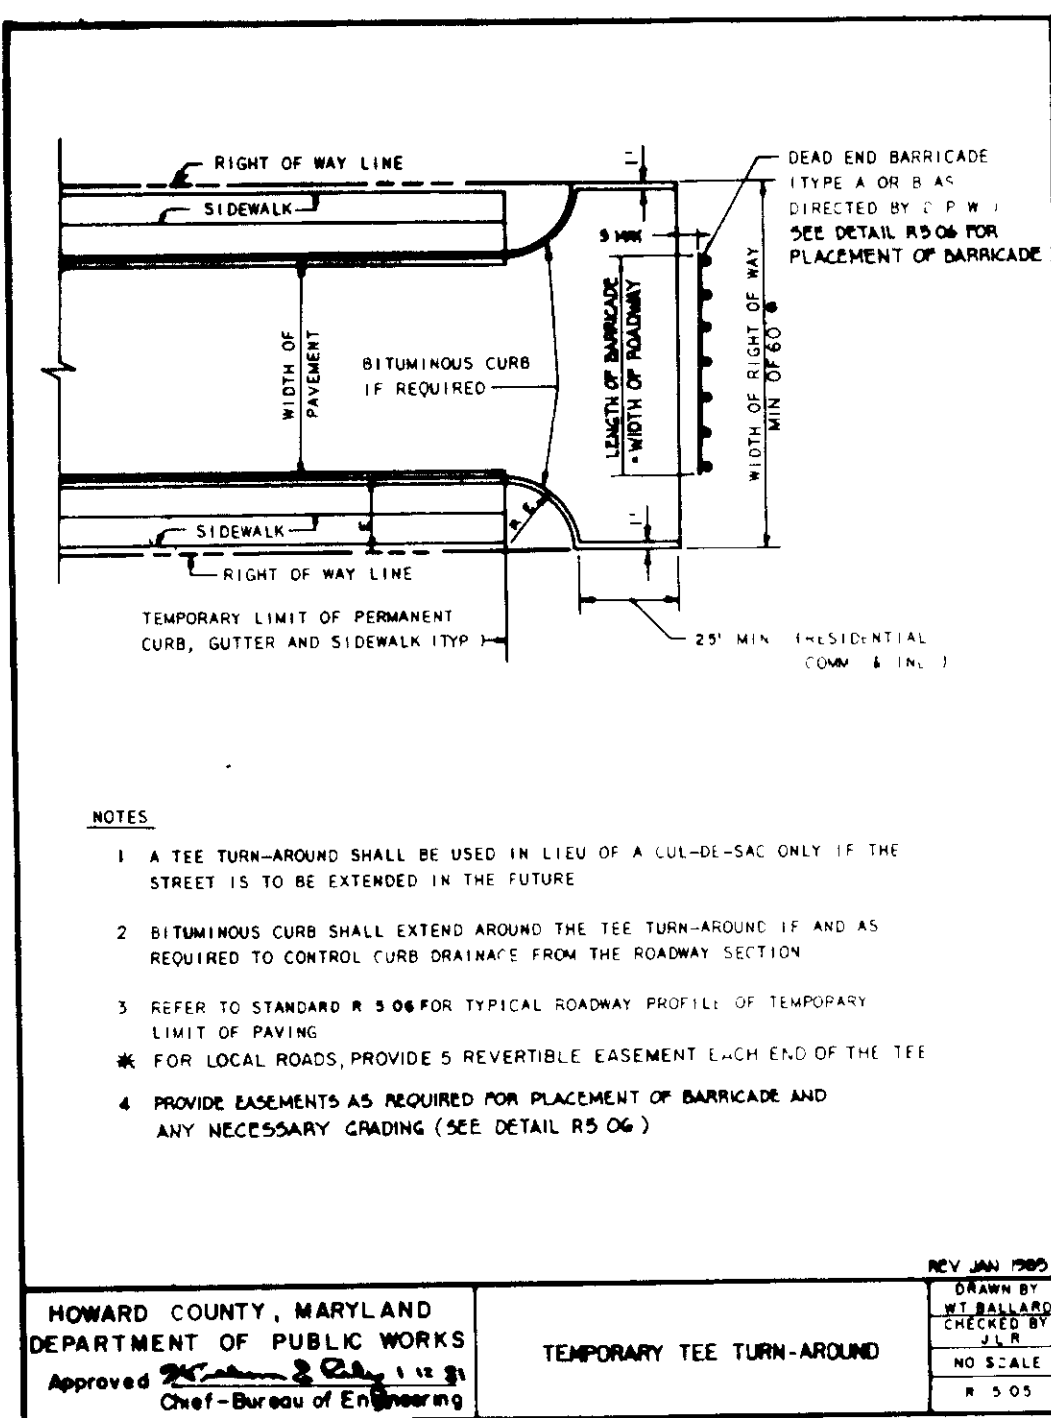 RIGHT OF WAY LINE
SIDEWALK
DEAD END BARRICADE
(TYPE A OR B AS
DIRECTED BY D P W )
SEE DETAIL R5 06 FOR
PLACEMENT OF BARRICADE
1'
5 MAX
WIDTH OF
PAVEMENT
BITUMINOUS CURB
IF REQUIRED
LENGTH OF BARRICADE
= WIDTH OF ROADWAY
WIDTH OF RIGHT OF WAY
MIN OF 60' *
SIDEWALK
E
R E
1'
RIGHT OF WAY LINE
TEMPORARY LIMIT OF PERMANENT
CURB, GUTTER AND SIDEWALK (TYP )
25' MIN (RESIDENTIAL
COMM & IND )
NOTES
1 A TEE TURN-AROUND SHALL BE USED IN LIEU OF A CUL-DE-SAC ONLY IF THE
STREET IS TO BE EXTENDED IN THE FUTURE
2 BITUMINOUS CURB SHALL EXTEND AROUND THE TEE TURN-AROUND IF AND AS
REQUIRED TO CONTROL CURB DRAINAGE FROM THE ROADWAY SECTION
3 REFER TO STANDARD R 5 06 FOR TYPICAL ROADWAY PROFILE OF TEMPORARY
LIMIT OF PAVING
* FOR LOCAL ROADS, PROVIDE 5 REVERTIBLE EASEMENT EACH END OF THE TEE
4 PROVIDE EASEMENTS AS REQUIRED FOR PLACEMENT OF BARRICADE AND
ANY NECESSARY GRADING (SEE DETAIL R5 06 )
REV JAN 1985
HOWARD COUNTY, MARYLAND
DEPARTMENT OF PUBLIC WORKS
Approved 1 12 81
Chief-Bureau of Engineering
TEMPORARY TEE TURN-AROUND
DRAWN BY
WT BALLARD
CHECKED BY
J L R
NO SCALE
R 5 05